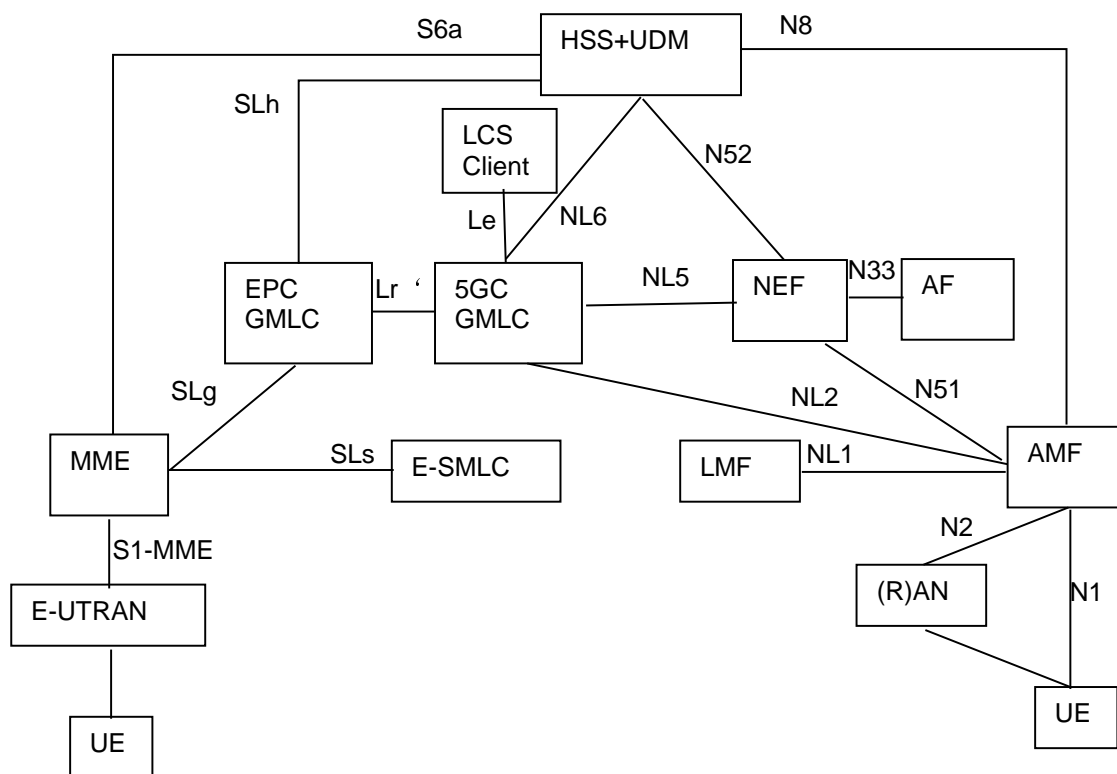 S6a
HSS+UDM
N8
SLh
LCS
Client
N52
Le
NL6
EPC
GMLC
Lr ‘
5GC
GMLC
NL5
NEF
N33
AF
SLg
NL2
N51
MME
SLs
E-SMLC
LMF
NL1
AMF
S1-MME
N2
E-UTRAN
(R)AN
N1
UE
UE